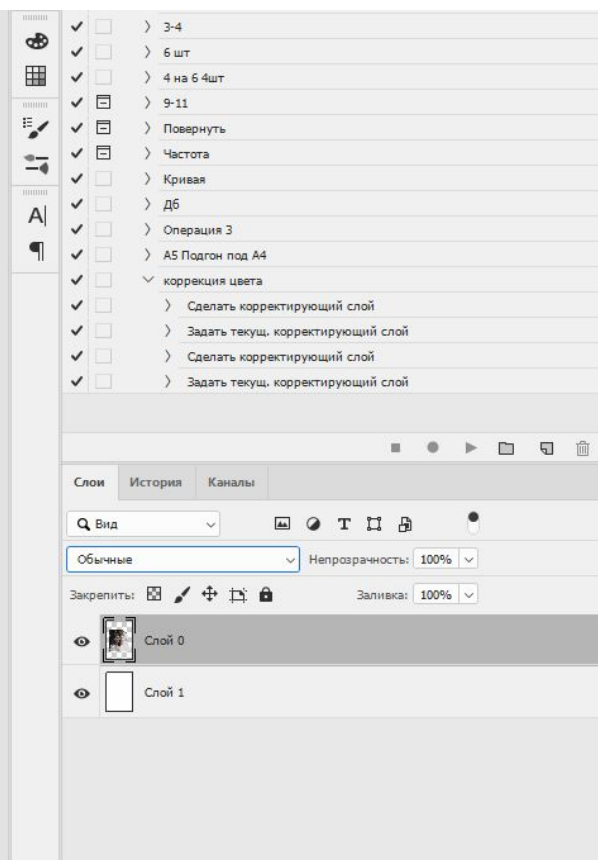 3-4
6 шт
4 на 6 4шт
9-11
Повернуть
Частота
Кривая
Дб
Операция 3
А5 Подгон под А4
коррекция цвета
Сделать корректирующий слой
Задать текущ. корректирующий слой
Сделать корректирующий слой
Задать текущ. корректирующий слой
Слои История Каналы
Вид
Обычные Непрозрачность: 100%
Закрепить: Заливка: 100%
Слой 0
Слой 1